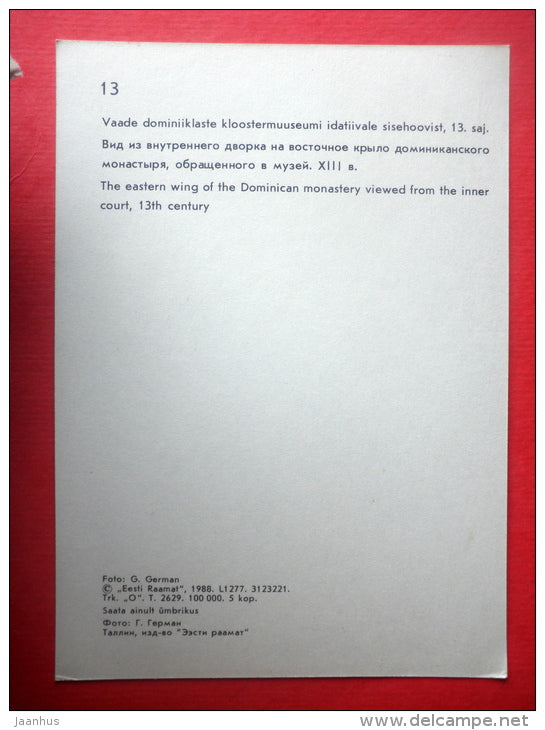 13
Vaade dominiiklaste kloostermuuseumi idatiivale sisehoovist, 13. saj.
Вид из внутреннего дворка на восточное крыло доминиканского
монастыря, обращенного в музей. XIII в.
The eastern wing of the Dominican monastery viewed from the inner
court, 13th century
Foto: G. German
© „Eesti Raamat", 1988. L1277. 3123221.
Trk. „O". T. 2629. 100 000. 5 kop.
Saata ainult ümbrikus
Фото: Г. Герман
Таллин, изд-во "Ээсти раамат"
Jaanhus
www.delcampe.net